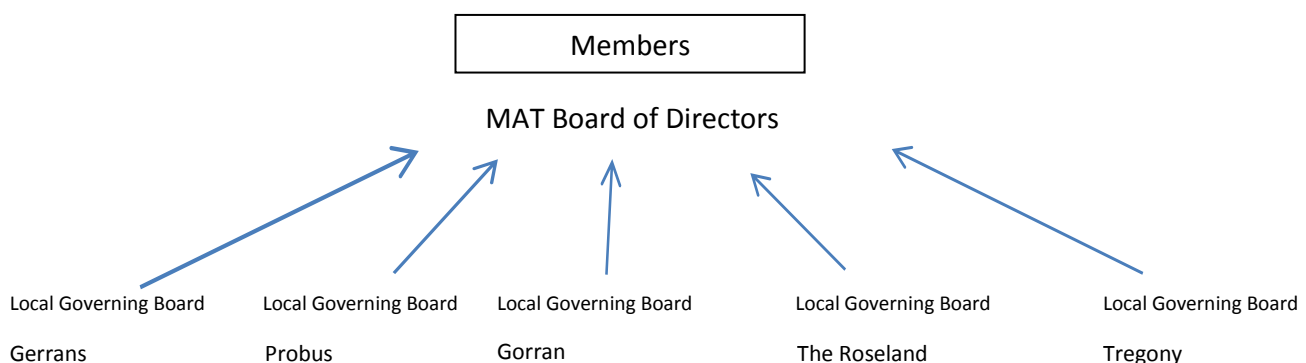 Members
MAT Board of Directors
Local Governing Board
Gerrans
Local Governing Board
Probus
Local Governing Board
Gorran
Local Governing Board
The Roseland
Local Governing Board
Tregony